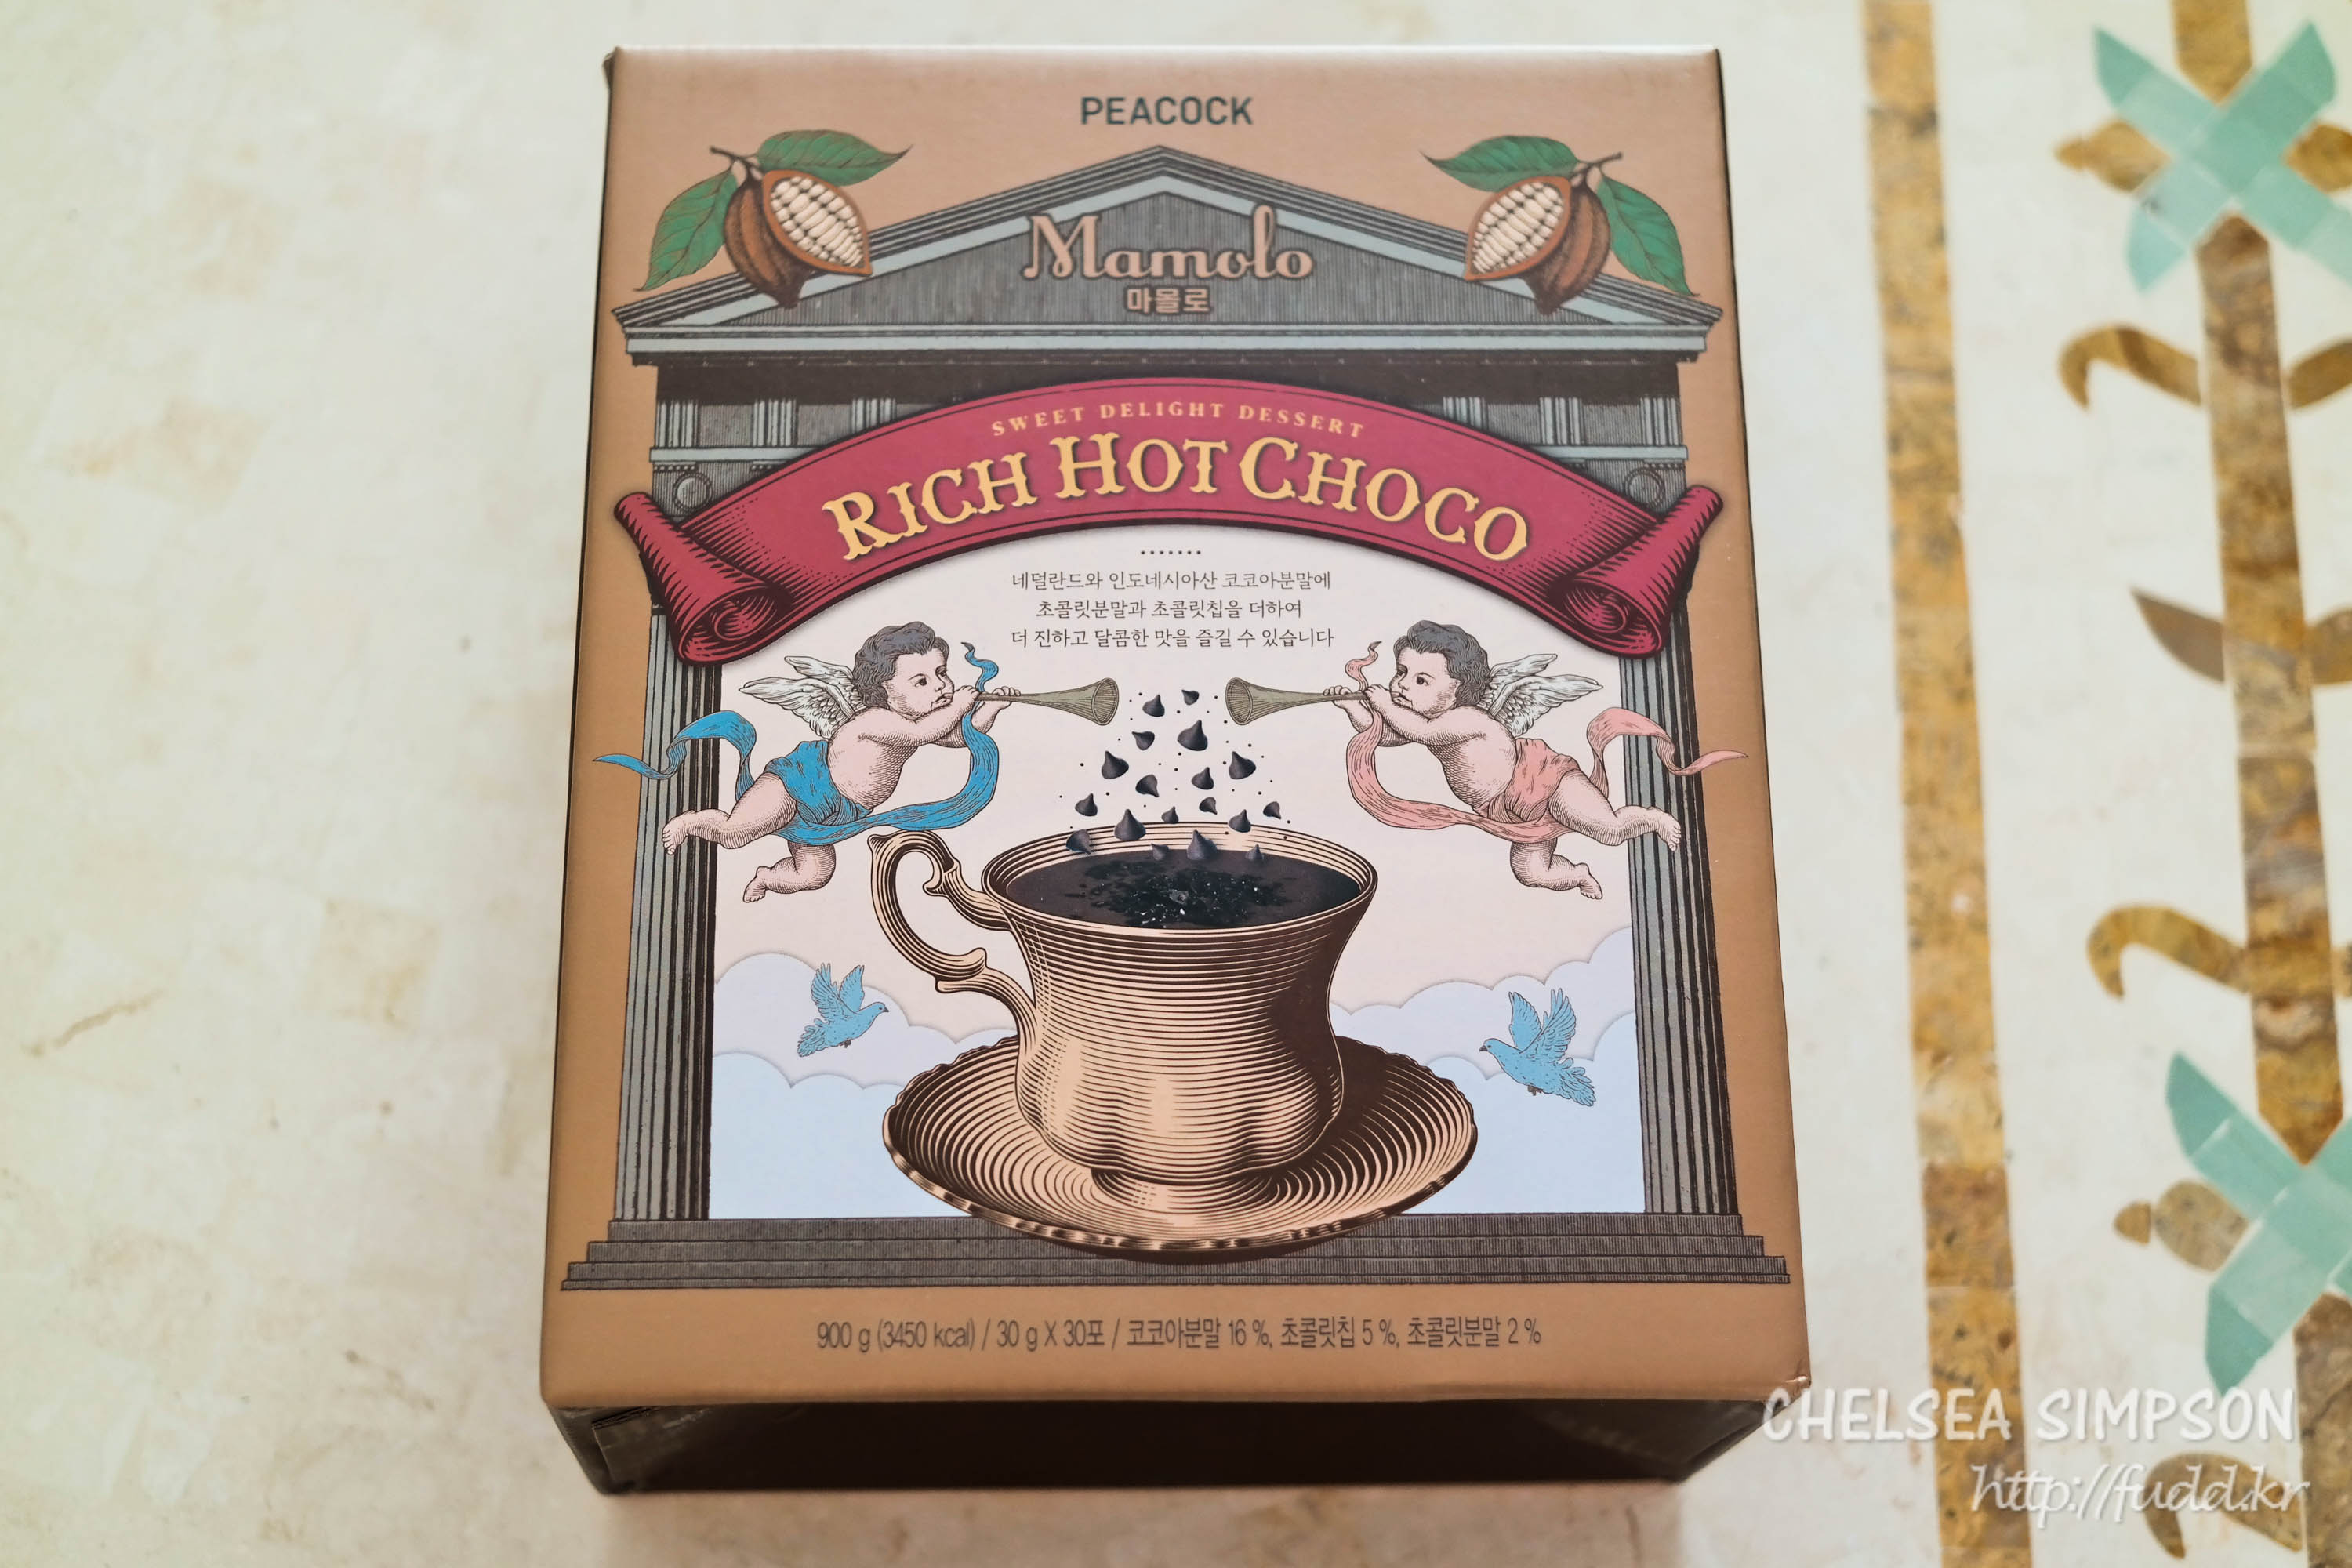 PEACOCK
Mamolo
마몰로
SWEET DELIGHT DESSERT
RICH HOT CHOCO
네덜란드와 인도네시아산 코코아분말에
초콜릿분말과 초콜릿칩을 더하여
더 진하고 달콤한 맛을 즐길 수 있습니다
900 g (3450 kcal) / 30 g X 30포 / 코코아분말 16 %, 초콜릿칩 5 %, 초콜릿분말 2 %
CHELSEA SIMPSON
http://fudd.kr